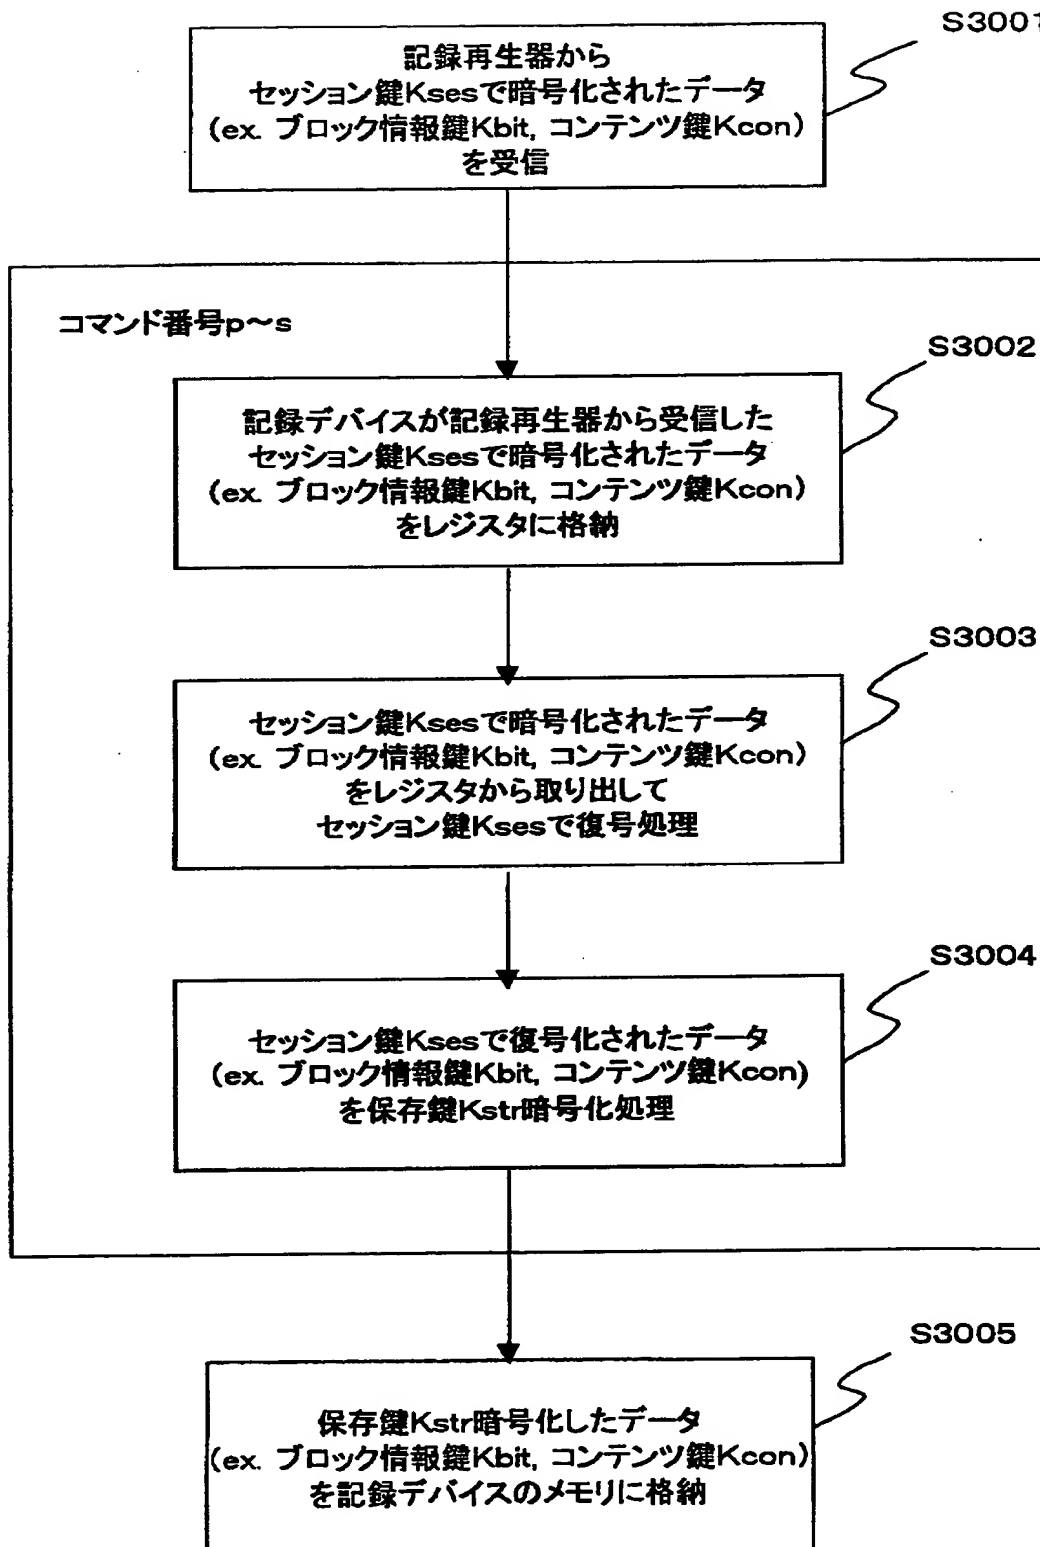 S3001
記録再生器から
セッション鍵Ksesで暗号化されたデータ
(ex. ブロック情報鍵Kbit, コンテンツ鍵Kcon)
を受信
コマンド番号p～s
S3002
記録デバイスが記録再生器から受信した
セッション鍵Ksesで暗号化されたデータ
(ex. ブロック情報鍵Kbit, コンテンツ鍵Kcon)
をレジスタに格納
S3003
セッション鍵Ksesで暗号化されたデータ
(ex. ブロック情報鍵Kbit, コンテンツ鍵Kcon)
をレジスタから取り出して
セッション鍵Ksesで復号処理
S3004
セッション鍵Ksesで復号化されたデータ
(ex. ブロック情報鍵Kbit, コンテンツ鍵Kcon)
を保存鍵Kstr暗号化処理
S3005
保存鍵Kstr暗号化したデータ
(ex. ブロック情報鍵Kbit, コンテンツ鍵Kcon)
を記録デバイスのメモリに格納